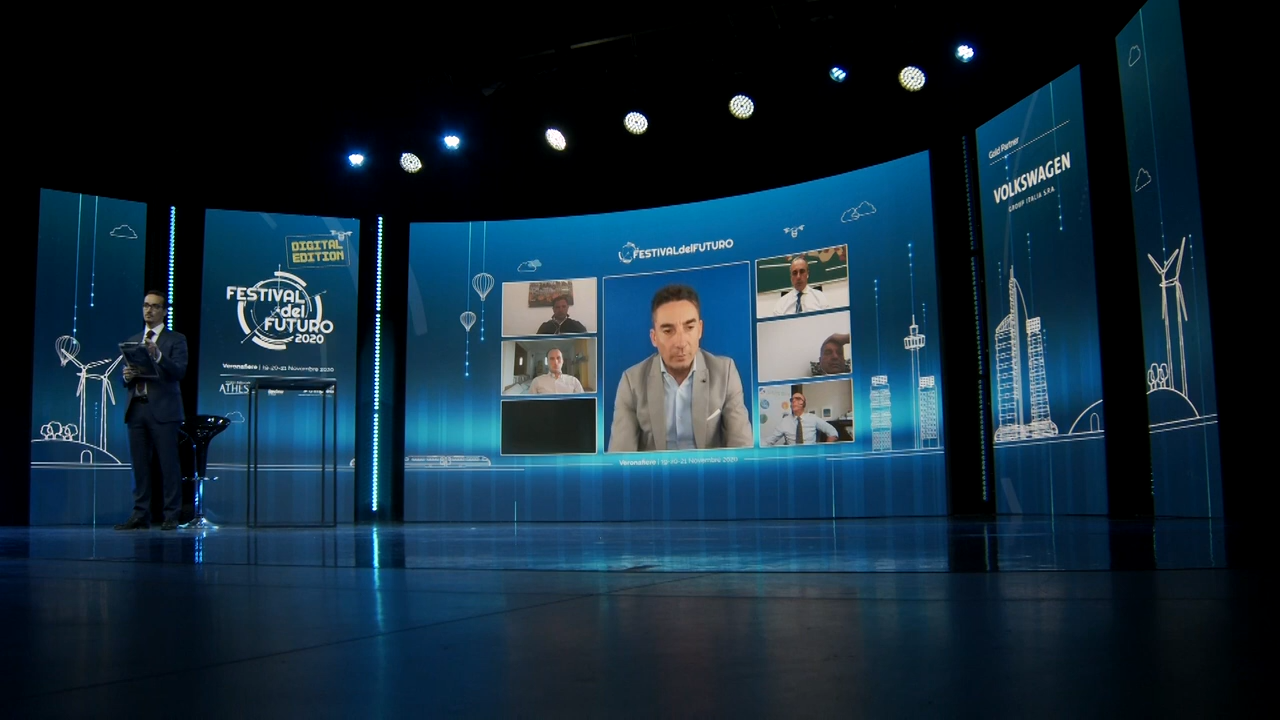 DIGITAL
EDITION
FESTIVAL
del
FUTURO
2020
Veronafiere | 19-20-21 Novembre 2020
FESTIVALdelFUTURO
Veronafiere | 19-20-21 Novembre 2020
Gold Partner
VOLKSWAGEN
GROUP ITALIA S.P.A.